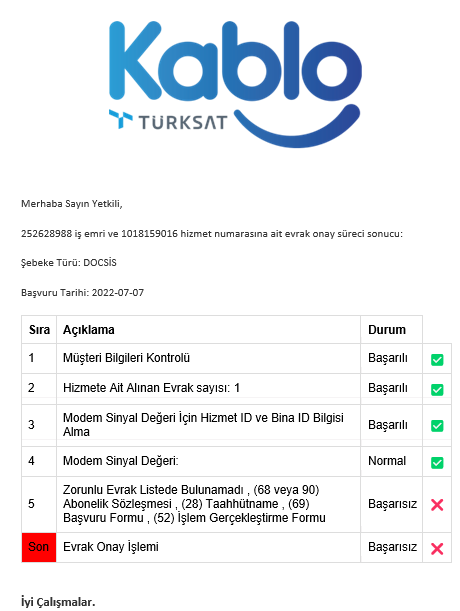 Kablo
TÜRKSAT
Merhaba Sayın Yetkili,
252628988 iş emri ve 1018159016 hizmet numarasına ait evrak onay süreci sonucu:
Şebeke Türü: DOCSİS
Başvuru Tarihi: 2022-07-07
Sıra Açıklama Durum
1 Müşteri Bilgileri Kontrolü Başarılı
2 Hizmete Ait Alınan Evrak sayısı: 1 Başarılı
3 Modem Sinyal Değeri İçin Hizmet ID ve Bina ID Bilgisi
Alma Başarılı
4 Modem Sinyal Değeri: Normal
5 Zorunlu Evrak Listede Bulunamadı , (68 veya 90)
Abonelik Sözleşmesi , (28) Taahhütname , (69)
Başvuru Formu , (52) İşlem Gerçekleştirme Formu Başarısız
Son Evrak Onay İşlemi Başarısız
İyi Çalışmalar.